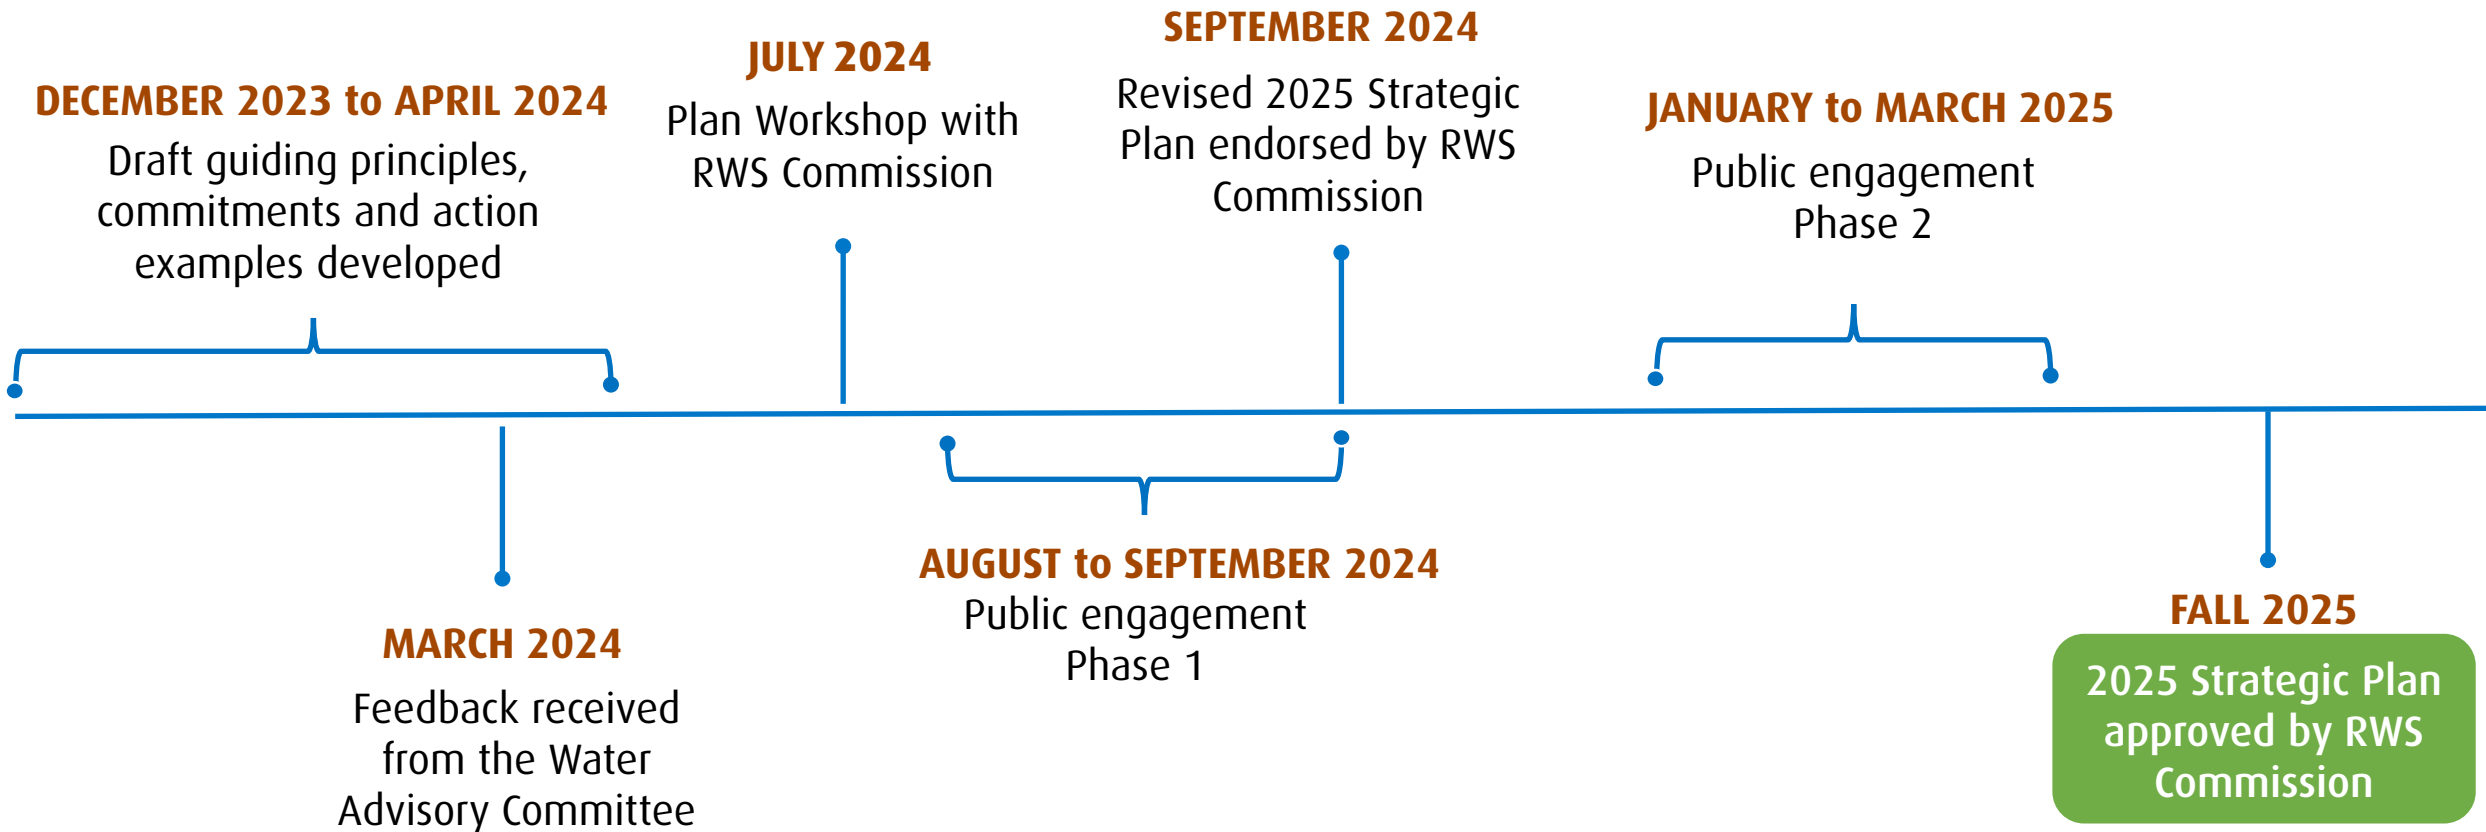 DECEMBER 2023 to APRIL 2024
Draft guiding principles,
commitments and action
examples developed
MARCH 2024
Feedback received
from the Water
Advisory Committee
JULY 2024
Plan Workshop with
RWS Commission
AUGUST to SEPTEMBER 2024
Public engagement
Phase 1
SEPTEMBER 2024
Revised 2025 Strategic
Plan endorsed by RWS
Commission
JANUARY to MARCH 2025
Public engagement
Phase 2
FALL 2025
2025 Strategic Plan
approved by RWS
Commission